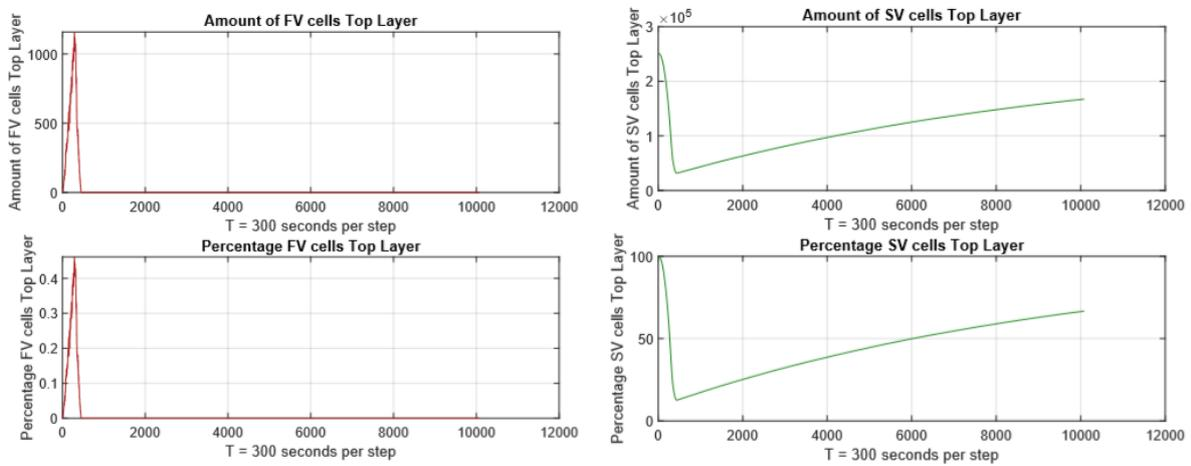 Amount of FV cells Top Layer
Amount of FV cells Top Layer
1000
500
0
0 2000 4000 6000 8000 10000 12000
T = 300 seconds per step
Amount of SV cells Top Layer
Amount of SV cells Top Layer
×10⁵
3
2
1
0
0 2000 4000 6000 8000 10000 12000
T = 300 seconds per step
Percentage FV cells Top Layer
Percentage FV cells Top Layer
0.4
0.3
0.2
0.1
0
0 2000 4000 6000 8000 10000 12000
T = 300 seconds per step
Percentage SV cells Top Layer
Percentage SV cells Top Layer
100
50
0
0 2000 4000 6000 8000 10000 12000
T = 300 seconds per step